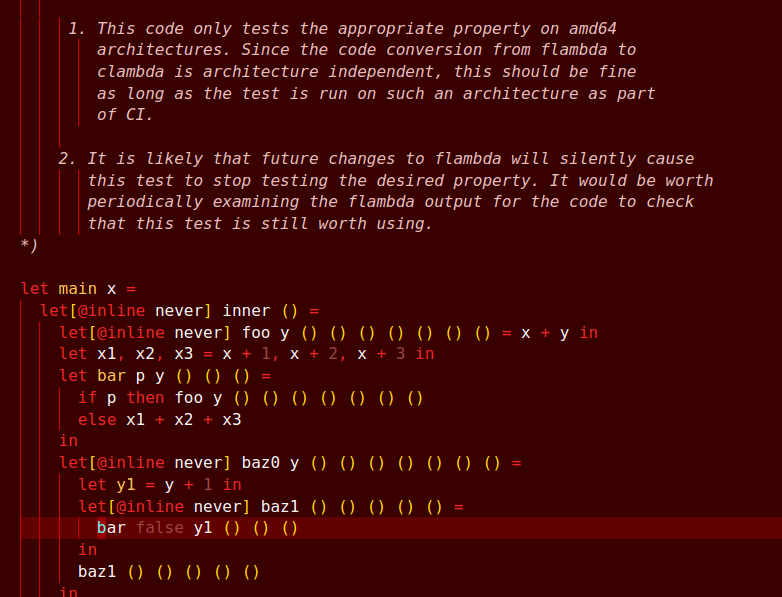 1. This code only tests the appropriate property on amd64
architectures. Since the code conversion from flambda to
clambda is architecture independent, this should be fine
as long as the test is run on such an architecture as part
of CI.
2. It is likely that future changes to flambda will silently cause
this test to stop testing the desired property. It would be worth
periodically examining the flambda output for the code to check
that this test is still worth using.
*)
let main x =
let[@inline never] inner () =
let[@inline never] foo y () () () () () () () = x + y in
let x1, x2, x3 = x + 1, x + 2, x + 3 in
let bar p y () () () =
if p then foo y () () () () () () ()
else x1 + x2 + x3
in
let[@inline never] baz0 y () () () () () () () =
let y1 = y + 1 in
let[@inline never] baz1 () () () () () =
bar false y1 () () ()
in
baz1 () () () () ()
in